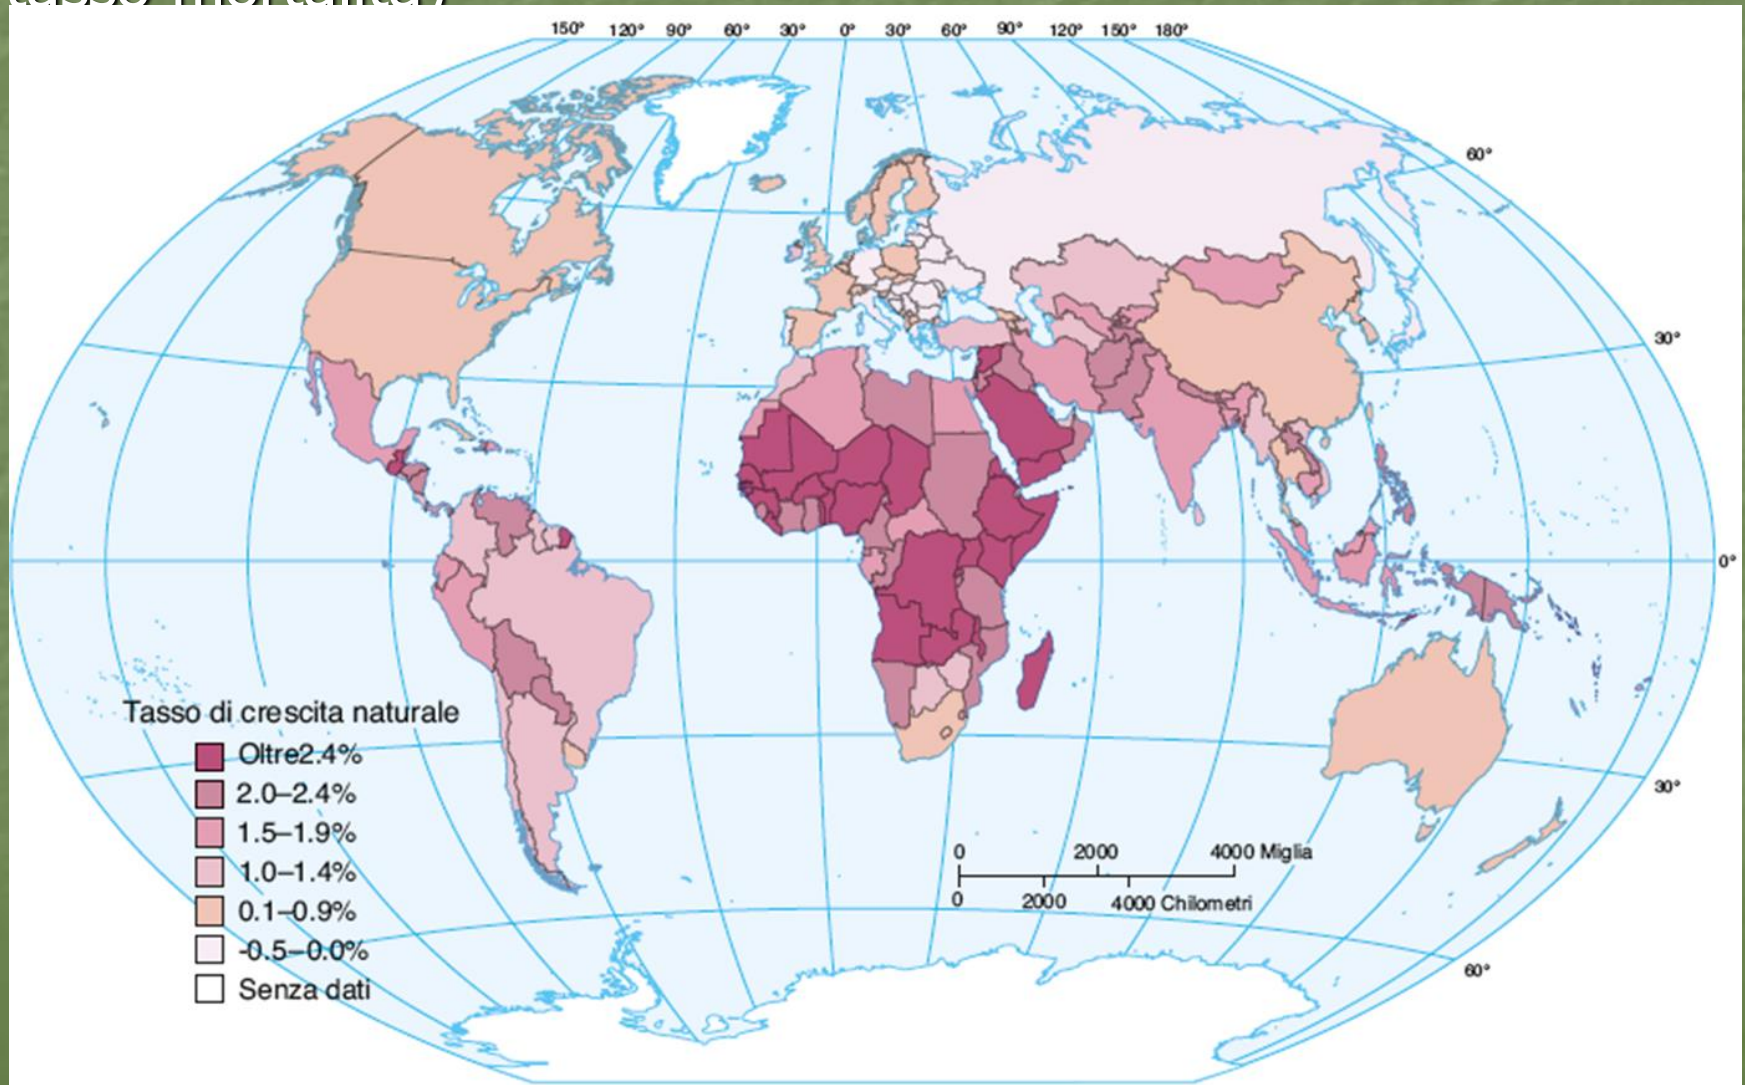 150° 120° 90° 60° 30° 0° 30° 60° 90° 120° 150° 180°
60°
30°
0°
30°
60°
Tasso di crescita naturale
Oltre2.4%
2.0–2.4%
1.5–1.9%
1.0–1.4%
0.1–0.9%
-0.5–0.0%
Senza dati
0 2000 4000 Miglia
0 2000 4000 Chilometri